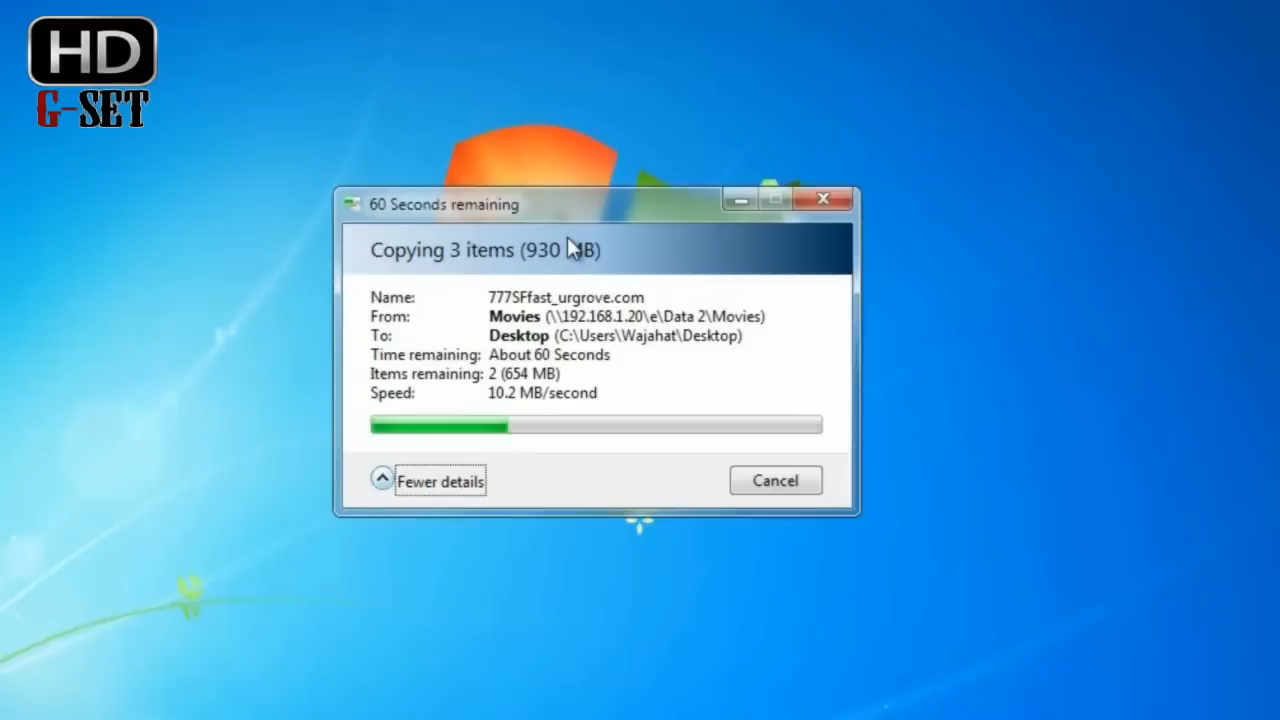 HD
G-SET
60 Seconds remaining
Copying 3 items (930 MB)
Name: 777SFfast_urgrove.com
From: Movies (\\192.168.1.20\e\Data 2\Movies)
To: Desktop (C:\Users\Wajahat\Desktop)
Time remaining: About 60 Seconds
Items remaining: 2 (654 MB)
Speed: 10.2 MB/second
Fewer details
Cancel